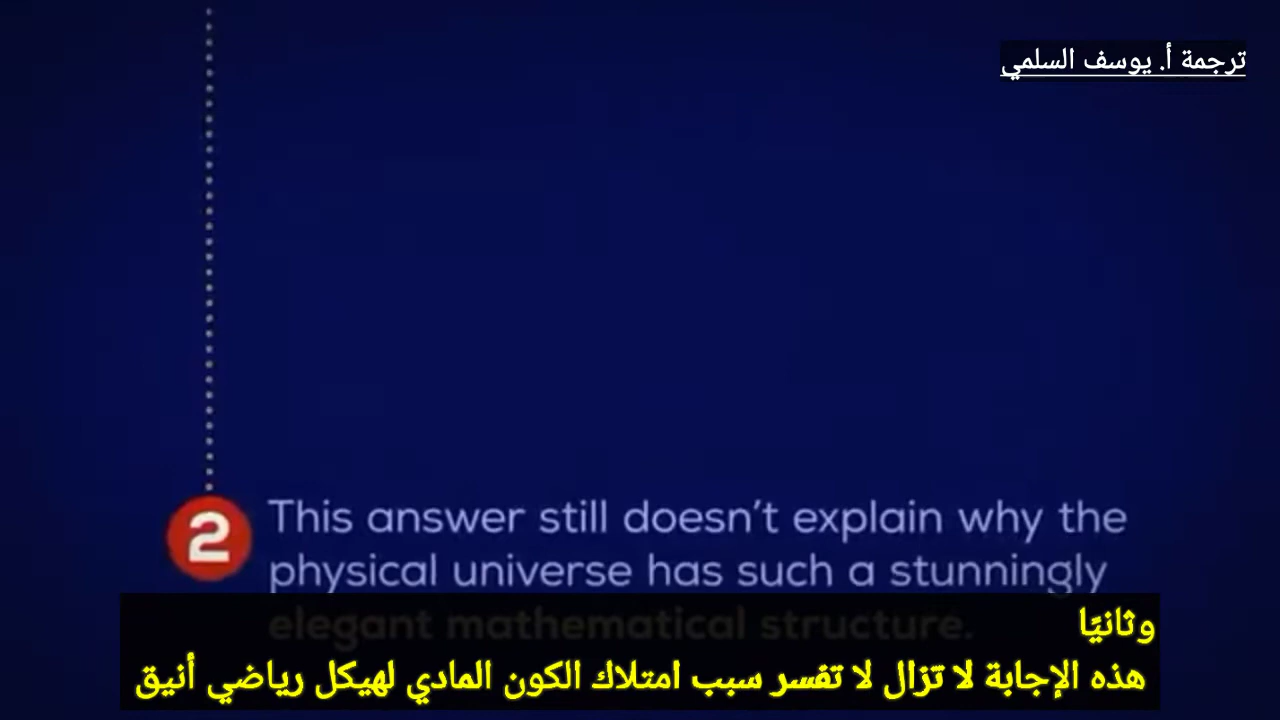 ترجمة أ. يوسف السلمي
2
This answer still doesn't explain why the
physical universe has such a stunningly
elegant mathematical structure.
وثانيًا
هذه الإجابة لا تزال لا تفسر سبب امتلاك الكون المادي لهيكل رياضي أنيق